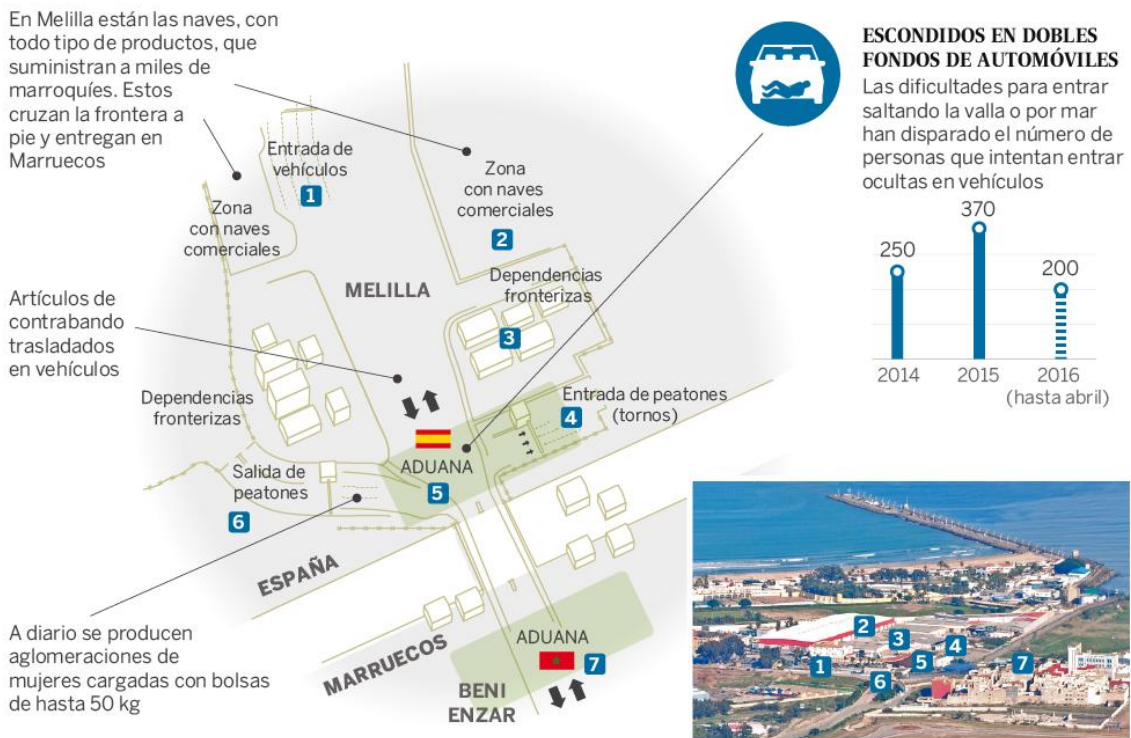 En Melilla están las naves, con
todo tipo de productos, que
suministran a miles de
marroquíes. Estos
cruzan la frontera a
pie y entregan en
Marruecos
Entrada de
vehículos
1
Zona
con naves
comerciales
Zona
con naves
comerciales
2
MELILLA
Dependencias
fronterizas
3
Artículos de
contrabando
trasladados
en vehículos
Dependencias
fronterizas
Entrada de peatones
(tornos)
4
ADUANA
5
Salida de
peatones
6
ESPAÑA
MARRUECOS
A diario se producen
aglomeraciones de
mujeres cargadas con bolsas
de hasta 50 kg
ADUANA
7
BENI
ENZAR
ESCONDIDOS EN DOBLES
FONDOS DE AUTOMÓVILES
Las dificultades para entrar
saltando la valla o por mar
han disparado el número de
personas que intentan entrar
ocultas en vehículos
250
370
200
2014
2015
2016
(hasta abril)
1
2
3
4
5
6
7